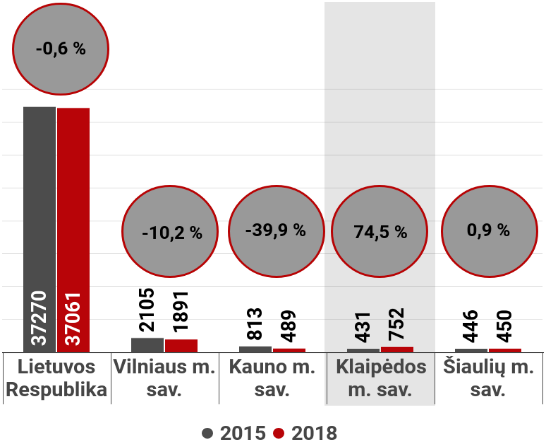 -0,6 %
-10,2 %
-39,9 %
74,5 %
0,9 %
37270
37061
2105
1891
813
489
431
752
446
450
Lietuvos
Respublika
Vilniaus m.
sav.
Kauno m.
sav.
Klaipėdos
m. sav.
Šiaulių m.
sav.
2015
2018